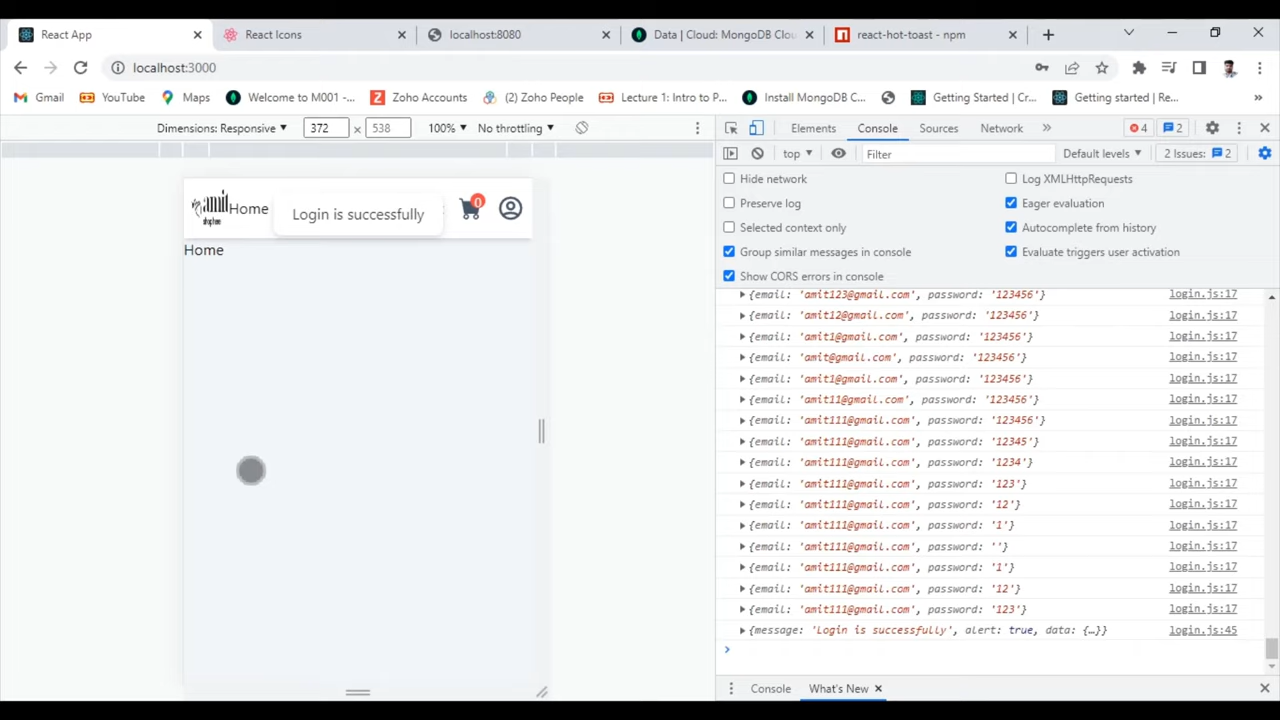 React App
React Icons
localhost:8080
Data | Cloud: MongoDB Clou
react-hot-toast - npm
localhost:3000
Gmail
YouTube
Maps
Welcome to M001 -...
Zoho Accounts
(2) Zoho People
Lecture 1: Intro to P...
Install MongoDB C...
Getting Started | Cr...
Getting started | Re...
»
Dimensions: Responsive
372 x 538
100%
No throttling
Elements
Console
Sources
Network
»
4
2
top
Filter
Default levels
2 Issues: 2
Hide network
Log XMLHttpRequests
Preserve log
Eager evaluation
Selected context only
Autocomplete from history
Group similar messages in console
Evaluate triggers user activation
Show CORS errors in console
amit
Home
Login is successfully
0
Home
{email: 'amit123@gmail.com', password: '123456'} login.js:17
{email: 'amit12@gmail.com', password: '123456'} login.js:17
{email: 'amit1@gmail.com', password: '123456'} login.js:17
{email: 'amit@gmail.com', password: '123456'} login.js:17
{email: 'amit1@gmail.com', password: '123456'} login.js:17
{email: 'amit11@gmail.com', password: '123456'} login.js:17
{email: 'amit111@gmail.com', password: '123456'} login.js:17
{email: 'amit111@gmail.com', password: '12345'} login.js:17
{email: 'amit111@gmail.com', password: '1234'} login.js:17
{email: 'amit111@gmail.com', password: '123'} login.js:17
{email: 'amit111@gmail.com', password: '12'} login.js:17
{email: 'amit111@gmail.com', password: '1'} login.js:17
{email: 'amit111@gmail.com', password: ''} login.js:17
{email: 'amit111@gmail.com', password: '1'} login.js:17
{email: 'amit111@gmail.com', password: '12'} login.js:17
{email: 'amit111@gmail.com', password: '123'} login.js:17
{message: 'Login is successfully', alert: true, data: {…}} login.js:45
Console
What's New